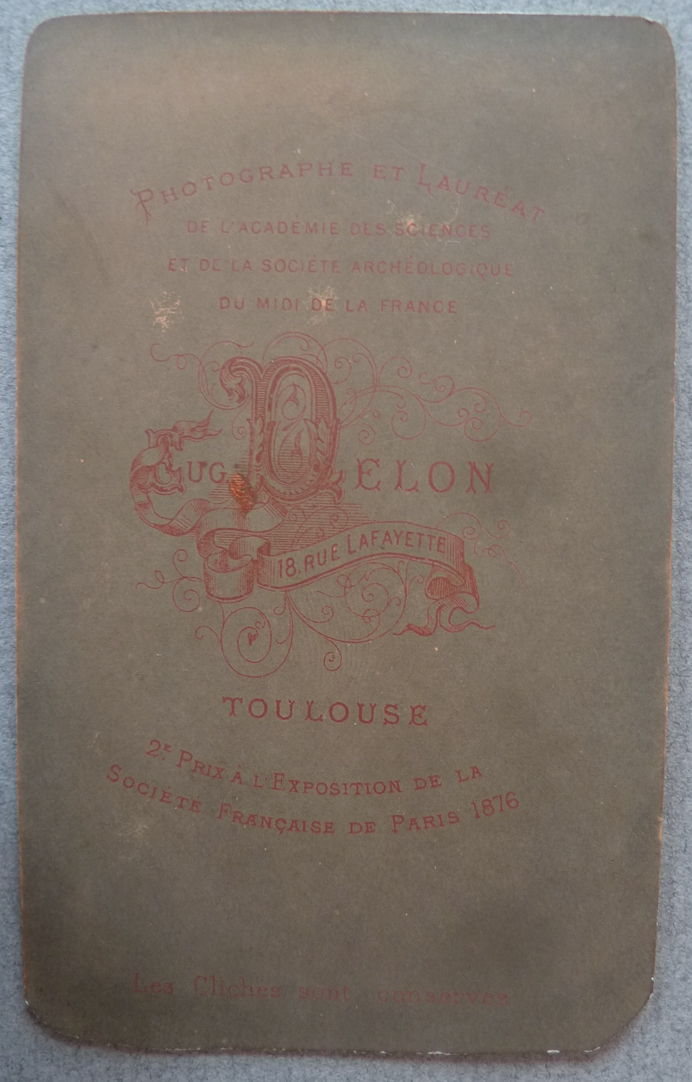 PHOTOGRAPHE ET LAURÉAT
DE L'ACADÉMIE DES SCIENCES
ET DE LA SOCIÉTÉ ARCHÉOLOGIQUE
DU MIDI DE LA FRANCE
EUG. DELON
18, RUE LAFAYETTE
TOULOUSE
2E PRIX A L'EXPOSITION DE LA
SOCIÉTÉ FRANÇAISE DE PARIS 1876
Les Clichés sont conservés